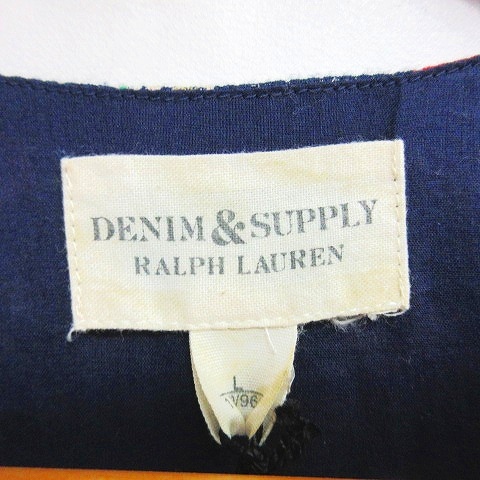 DENIM & SUPPLY
RALPH LAUREN
L